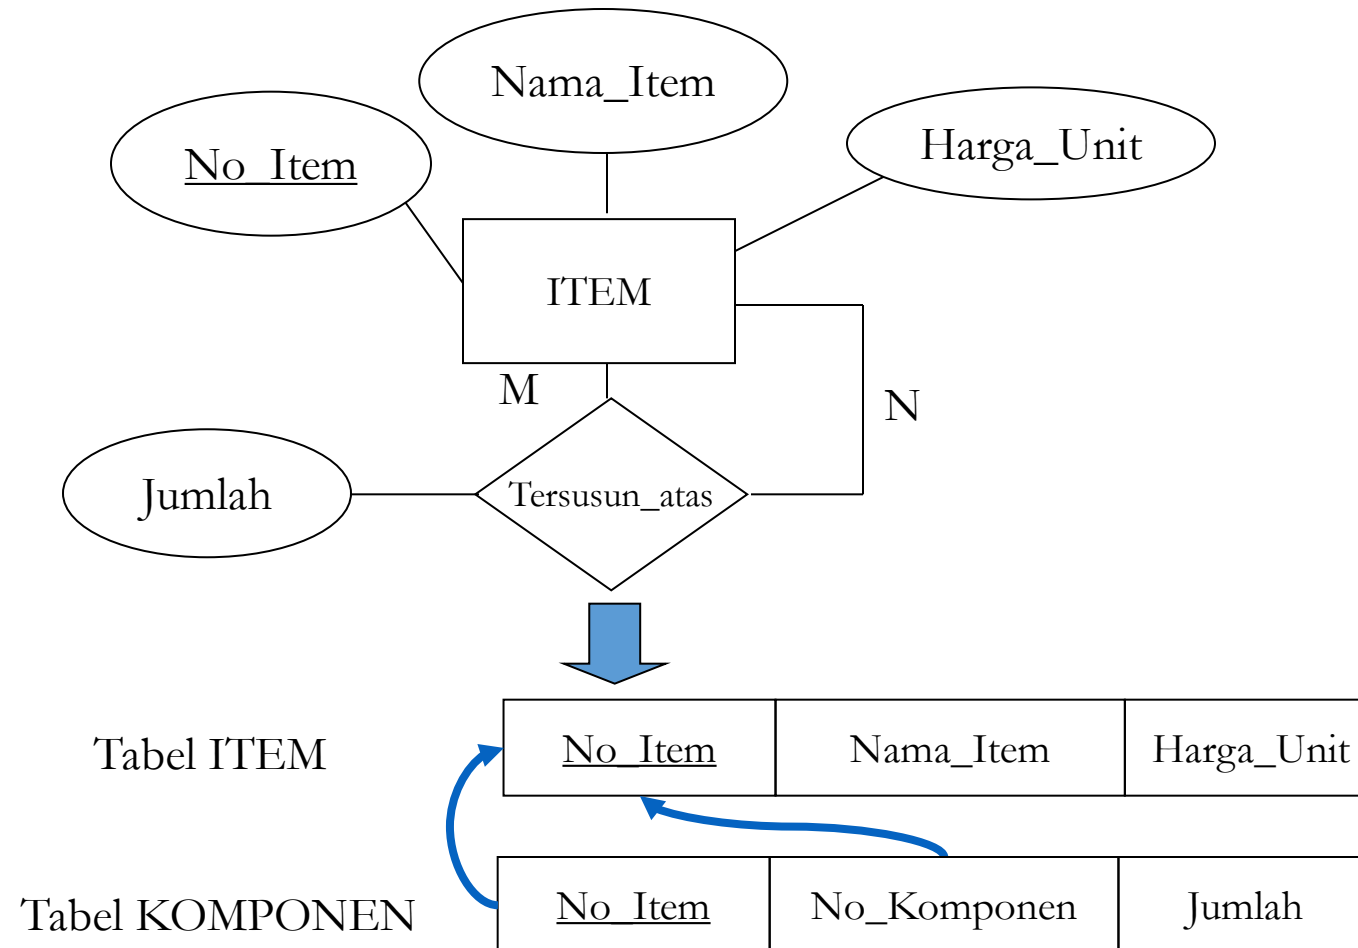 Nama_Item
Harga_Unit
No_Item
ITEM
M
N
Jumlah
Tersusun_atas
Tabel ITEM
No_Item
Nama_Item
Harga_Unit
Tabel KOMPONEN
No_Item
No_Komponen
Jumlah